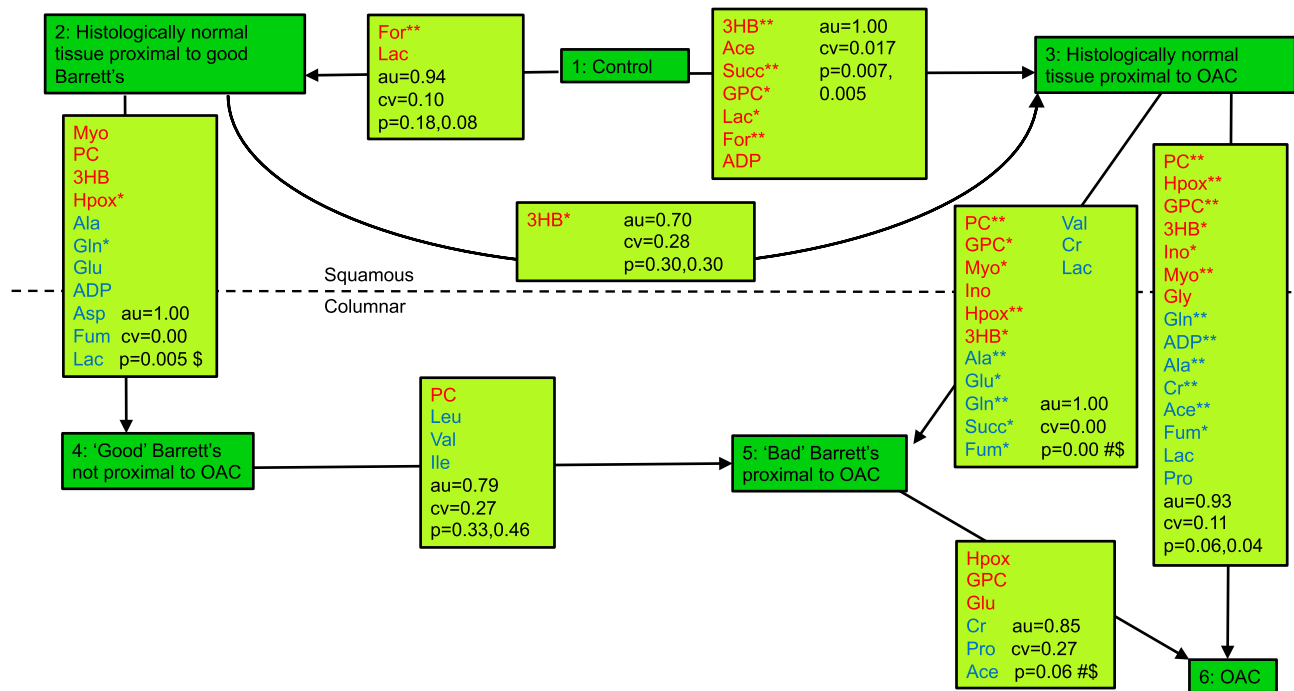 2: Histologically normal
tissue proximal to good
Barrett's
For**
Lac
au=0.94
cv=0.10
p=0.18,0.08
1: Control
3HB** au=1.00
Ace cv=0.017
Succ** p=0.007,
GPC* 0.005
Lac*
For**
ADP
3: Histologically normal
tissue proximal to OAC
Myo
PC
3HB
Hpox*
Ala
Gln*
Glu
ADP
Asp au=1.00
Fum cv=0.00
Lac p=0.005 $
3HB* au=0.70
cv=0.28
p=0.30,0.30
Squamous
Columnar
PC** Val
GPC* Cr
Myo* Lac
Ino
Hpox**
3HB*
Ala**
Glu*
Gln** au=1.00
Succ* cv=0.00
Fum* p=0.00 #$
PC**
Hpox**
GPC**
3HB*
Ino*
Myo**
Gly
Gln**
ADP**
Ala**
Cr**
Ace**
Fum*
Lac
Pro
au=0.93
cv=0.11
p=0.06,0.04
4: ‘Good’ Barrett's
not proximal to OAC
PC
Leu
Val
Ile
au=0.79
cv=0.27
p=0.33,0.46
5: ‘Bad’ Barrett's
proximal to OAC
Hpox
GPC
Glu
Cr au=0.85
Pro cv=0.27
Ace p=0.06 #$
6: OAC